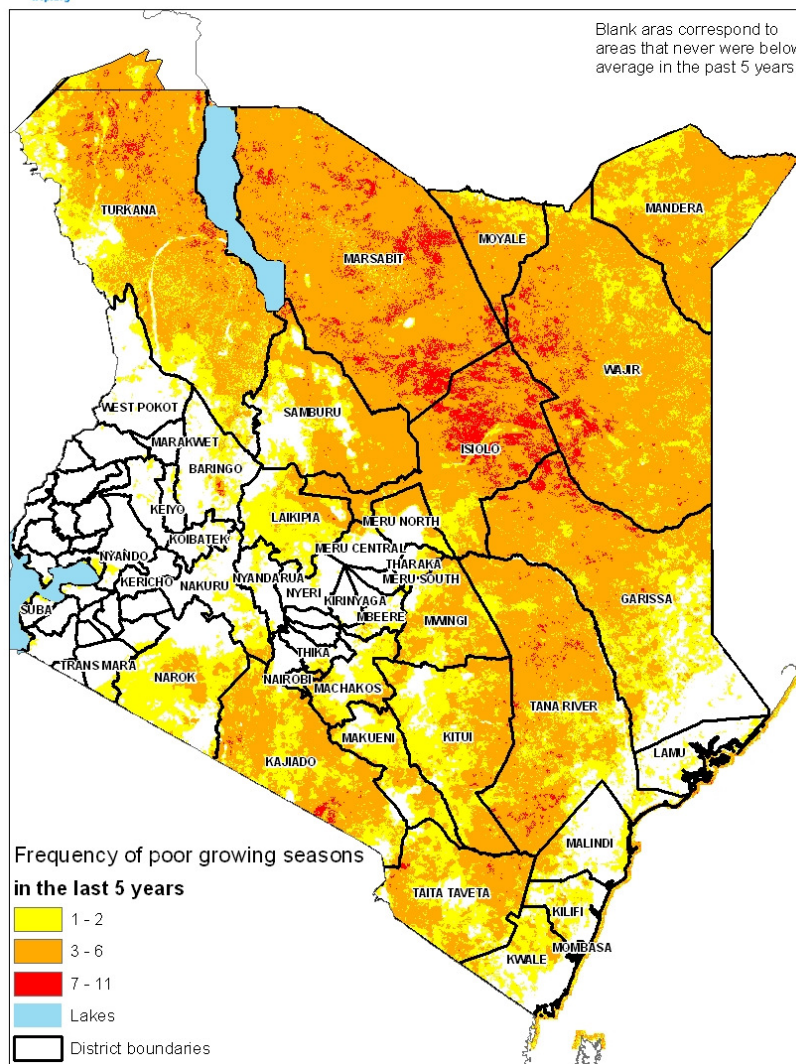 Blank aras correspond to
areas that never were below
average in the past 5 years
TURKANA
MANDERA
MOYALE
MARSABIT
WAJIR
WEST POKOT
SAMBURU
MARAKWET
ISIOLO
BARINGO
KEIYO
LAIKIPIA
MERU NORTH
KOIBATEK
MERU CENTRAL
NYANDO
THARAKA
KERICHO
NAKURU
NYANDARUA
MERU SOUTH
NYERI
KIRINYAGA
GARISSA
SUBA
MBEERE
MWINGI
THIKA
TRANS MARA
NAROK
NAIROBI
MACHAKOS
TANA RIVER
KITUI
MAKUENI
LAMU
KAJIADO
MALINDI
TAITA TAVETA
KILIFI
MOMBASA
KWALE
Frequency of poor growing seasons
in the last 5 years
1 - 2
3 - 6
7 - 11
Lakes
District boundaries